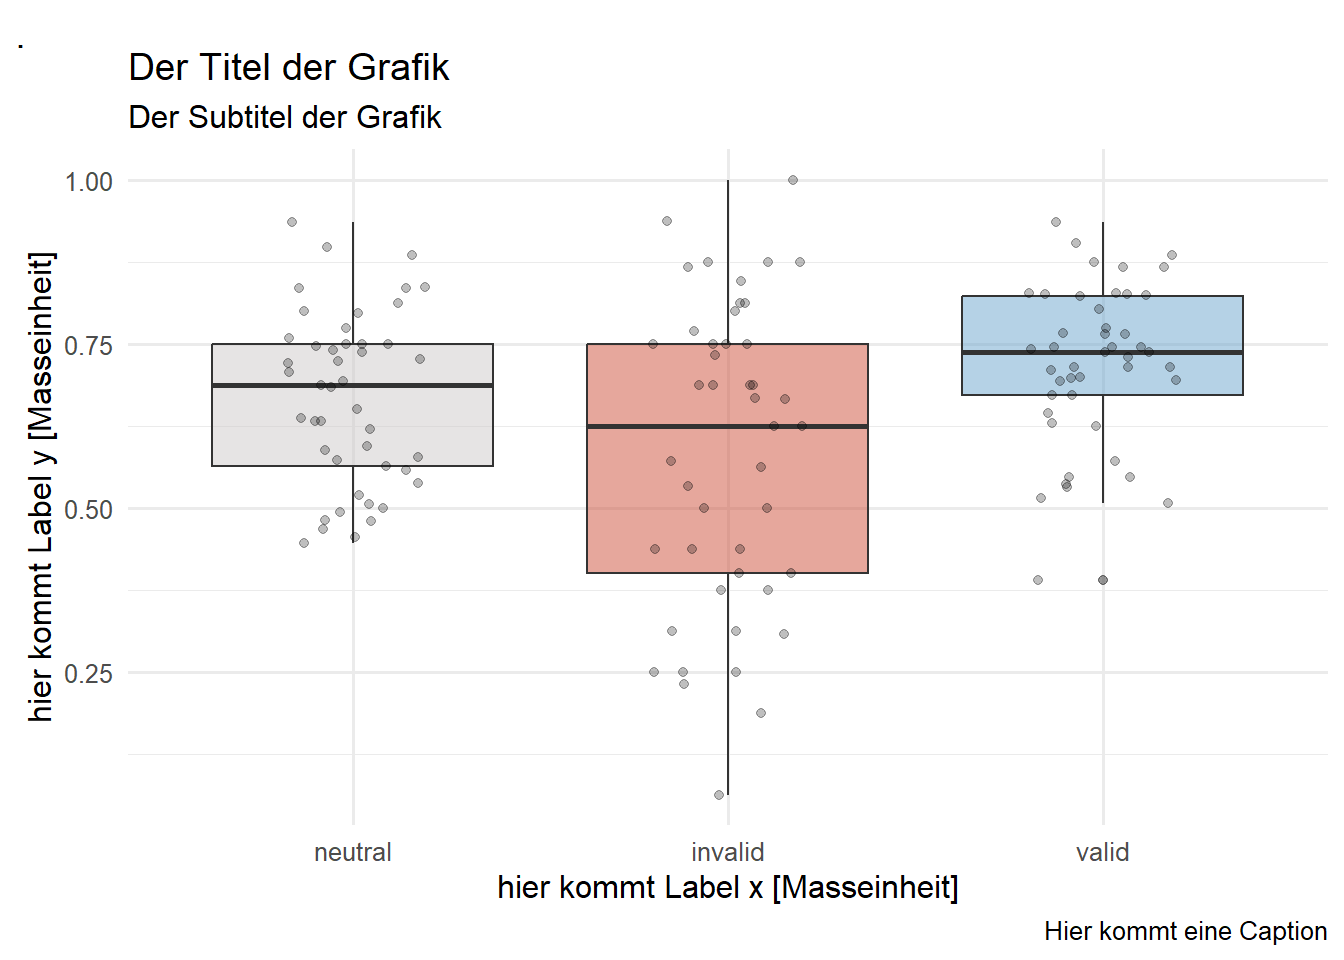 .
Der Titel der Grafik
Der Subtitel der Grafik
hier kommt Label y [Masseinheit]
1.00
0.75
0.50
0.25
neutral invalid valid
hier kommt Label x [Masseinheit]
Hier kommt eine Caption